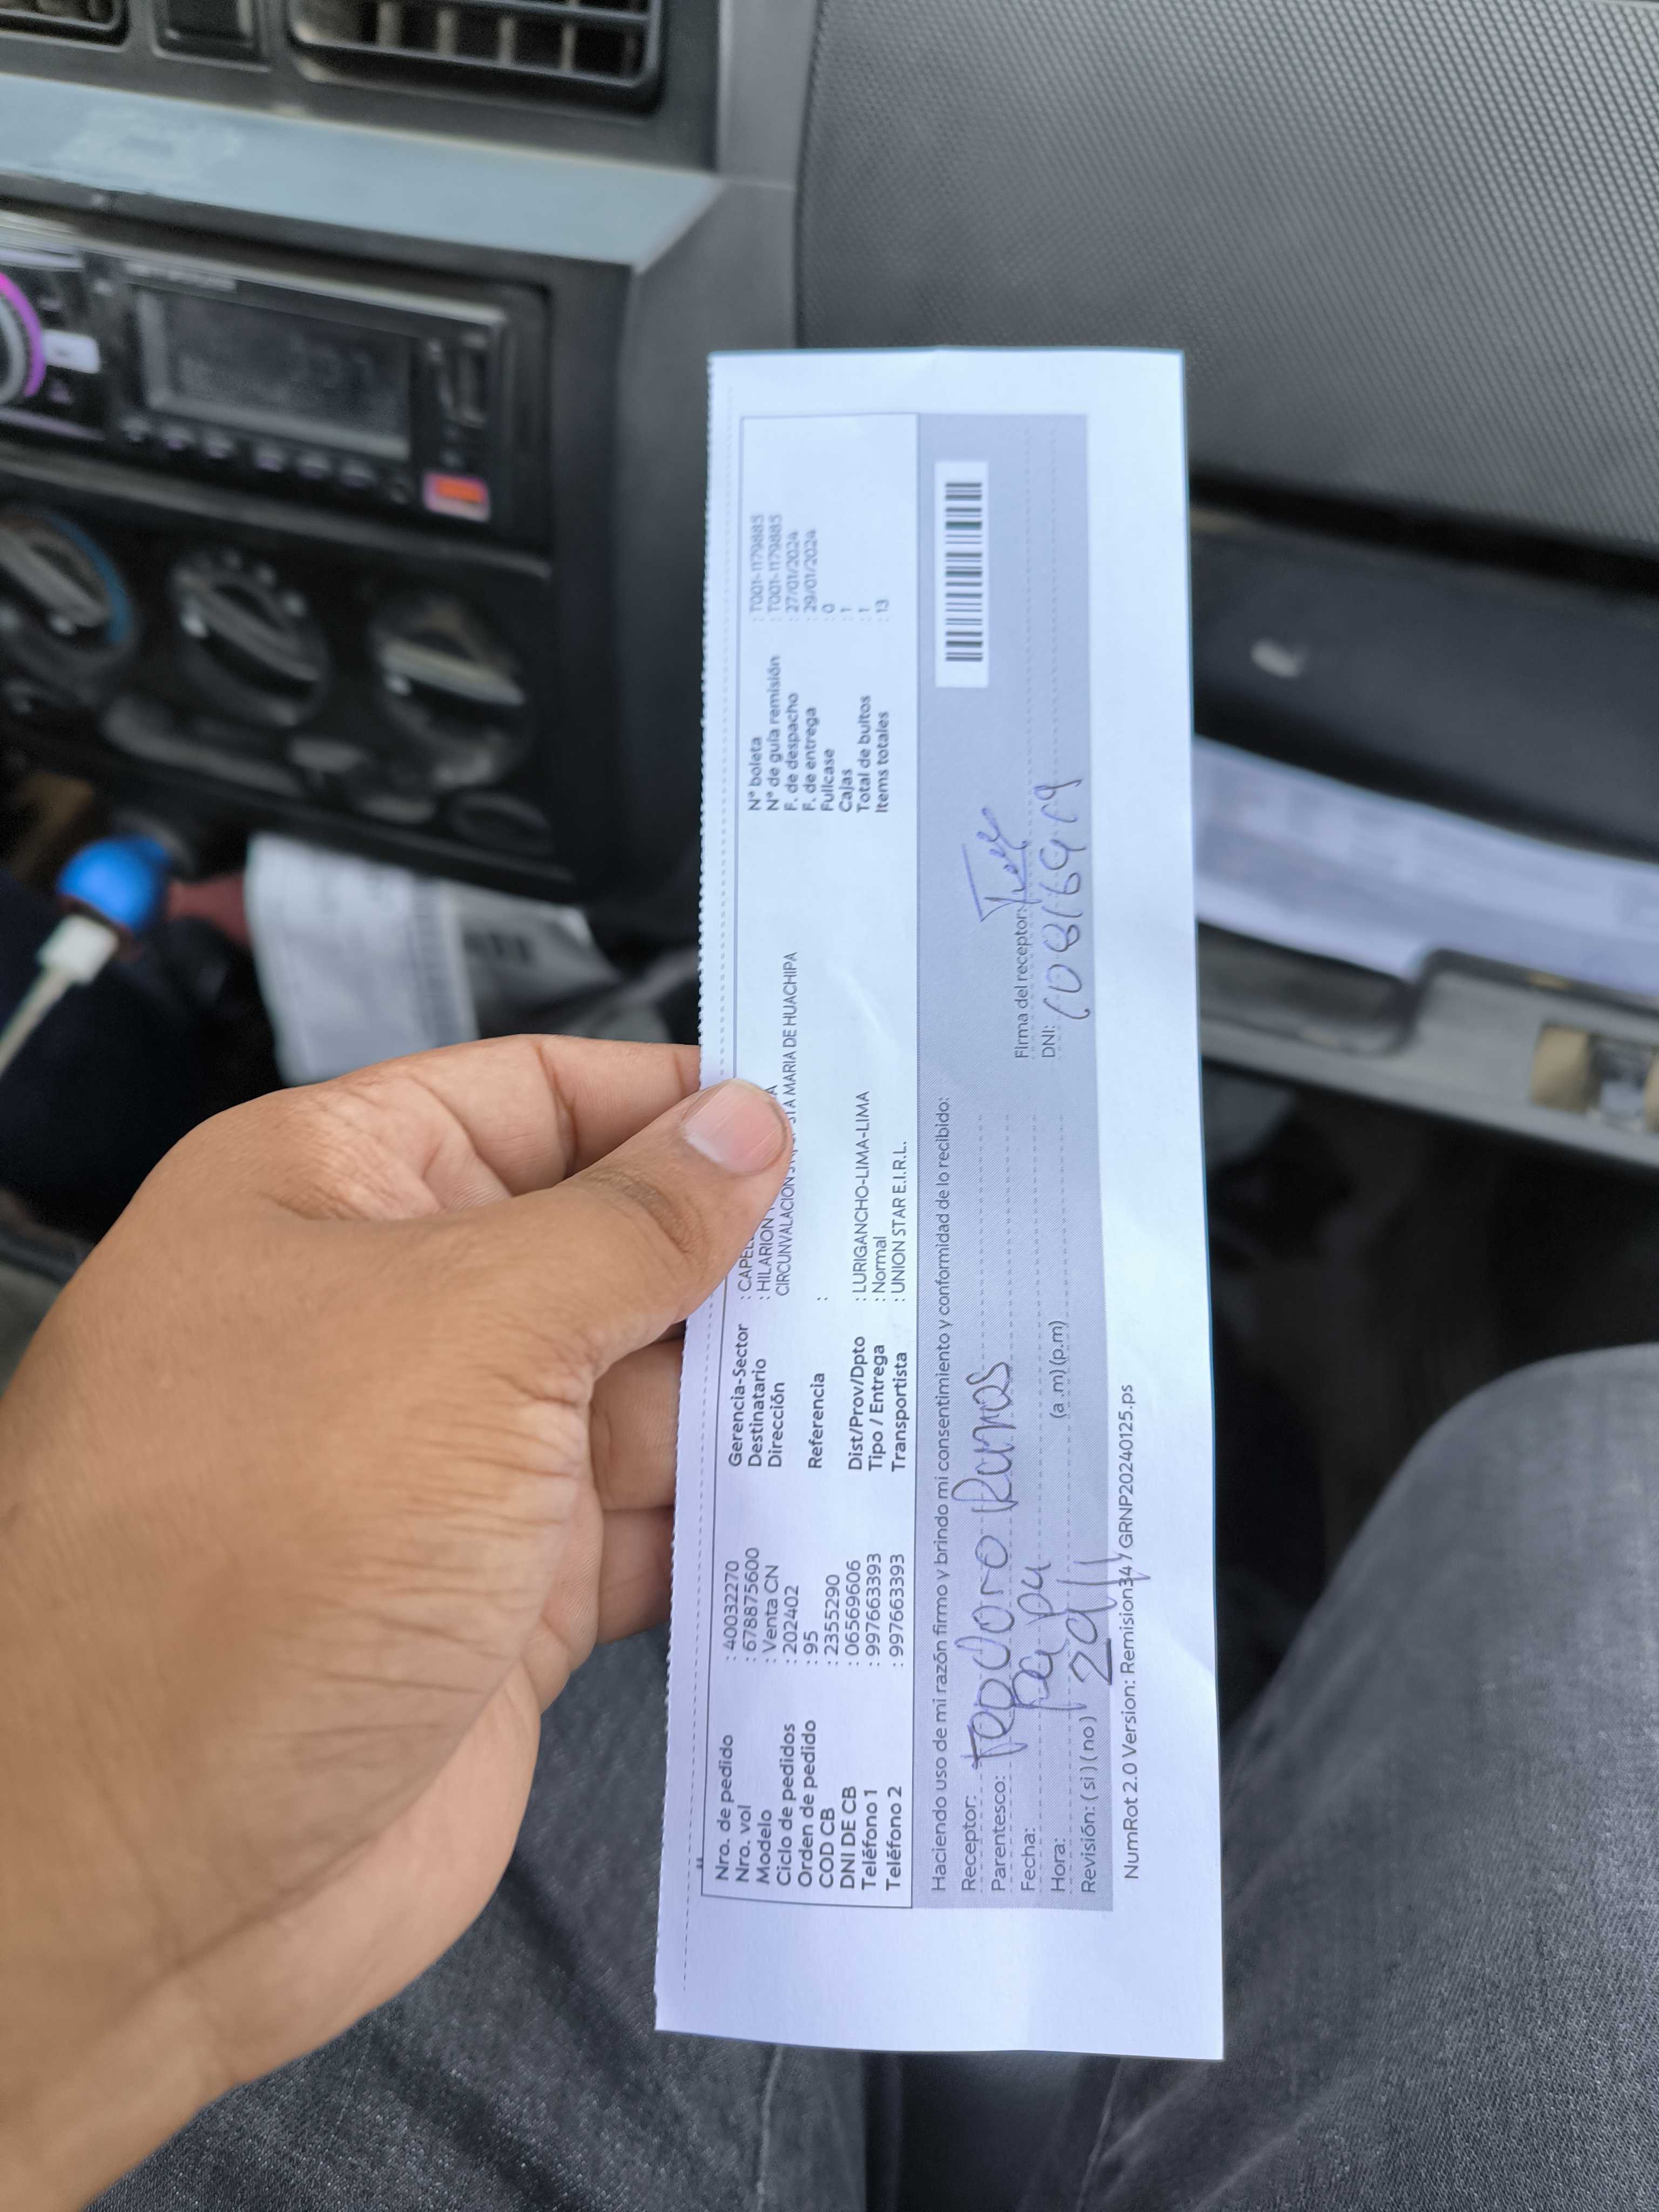 Nro. de pedido : 40032270
Nro. vol : 678875600
Modelo : Venta CN
Ciclo de pedidos : 202402
Orden de pedido : 95
COD CB : 2355290
DNI DE CB : 06569606
Teléfono 1 : 997663393
Teléfono 2 : 997663393
Gerencia-Sector :
Destinatario : HILARION
Dirección CIRCUNVALACION MARIA DE HUACHIPA
Referencia :
Dist/Prov/Dpto : LURIGANCHO-LIMA-LIMA
Tipo / Entrega : Normal
Transportista : UNION STAR E.I.R.L.
Nº boleta : T001-1179885
Nº de guía remisión : T001-1179885
F. de despacho : 27/01/2024
F. de entrega : 29/01/2024
Fullcase : 0
Cajas : 1
Total de bultos : 1
Items totales : 13
Haciendo uso de mi razón firmo y brindo mi consentimiento y conformidad de lo recibido:
Receptor: Teodoro Ramos
Parentesco: papa
Fecha:
Hora: (a .m) (p.m)
Revisión: ( si ) ( no )
Firma del receptor:
DNI:
NumRot 2.0 Version: Remision34 / GRNP20240125.ps